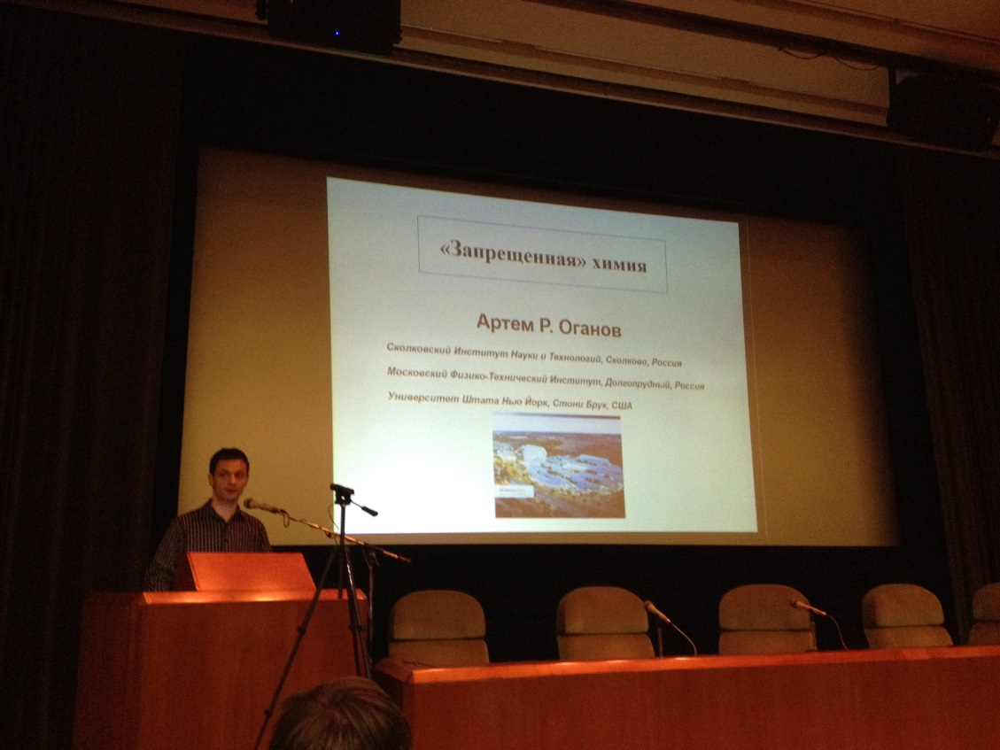 «Запрещенная» химия
Артем Р. Оганов
Сколковский Институт Науки и Технологий, Сколково, Россия
Московский Физико-Технический Институт, Долгопрудный, Россия
Университет Штата Нью Йорк, Стони Брук, США